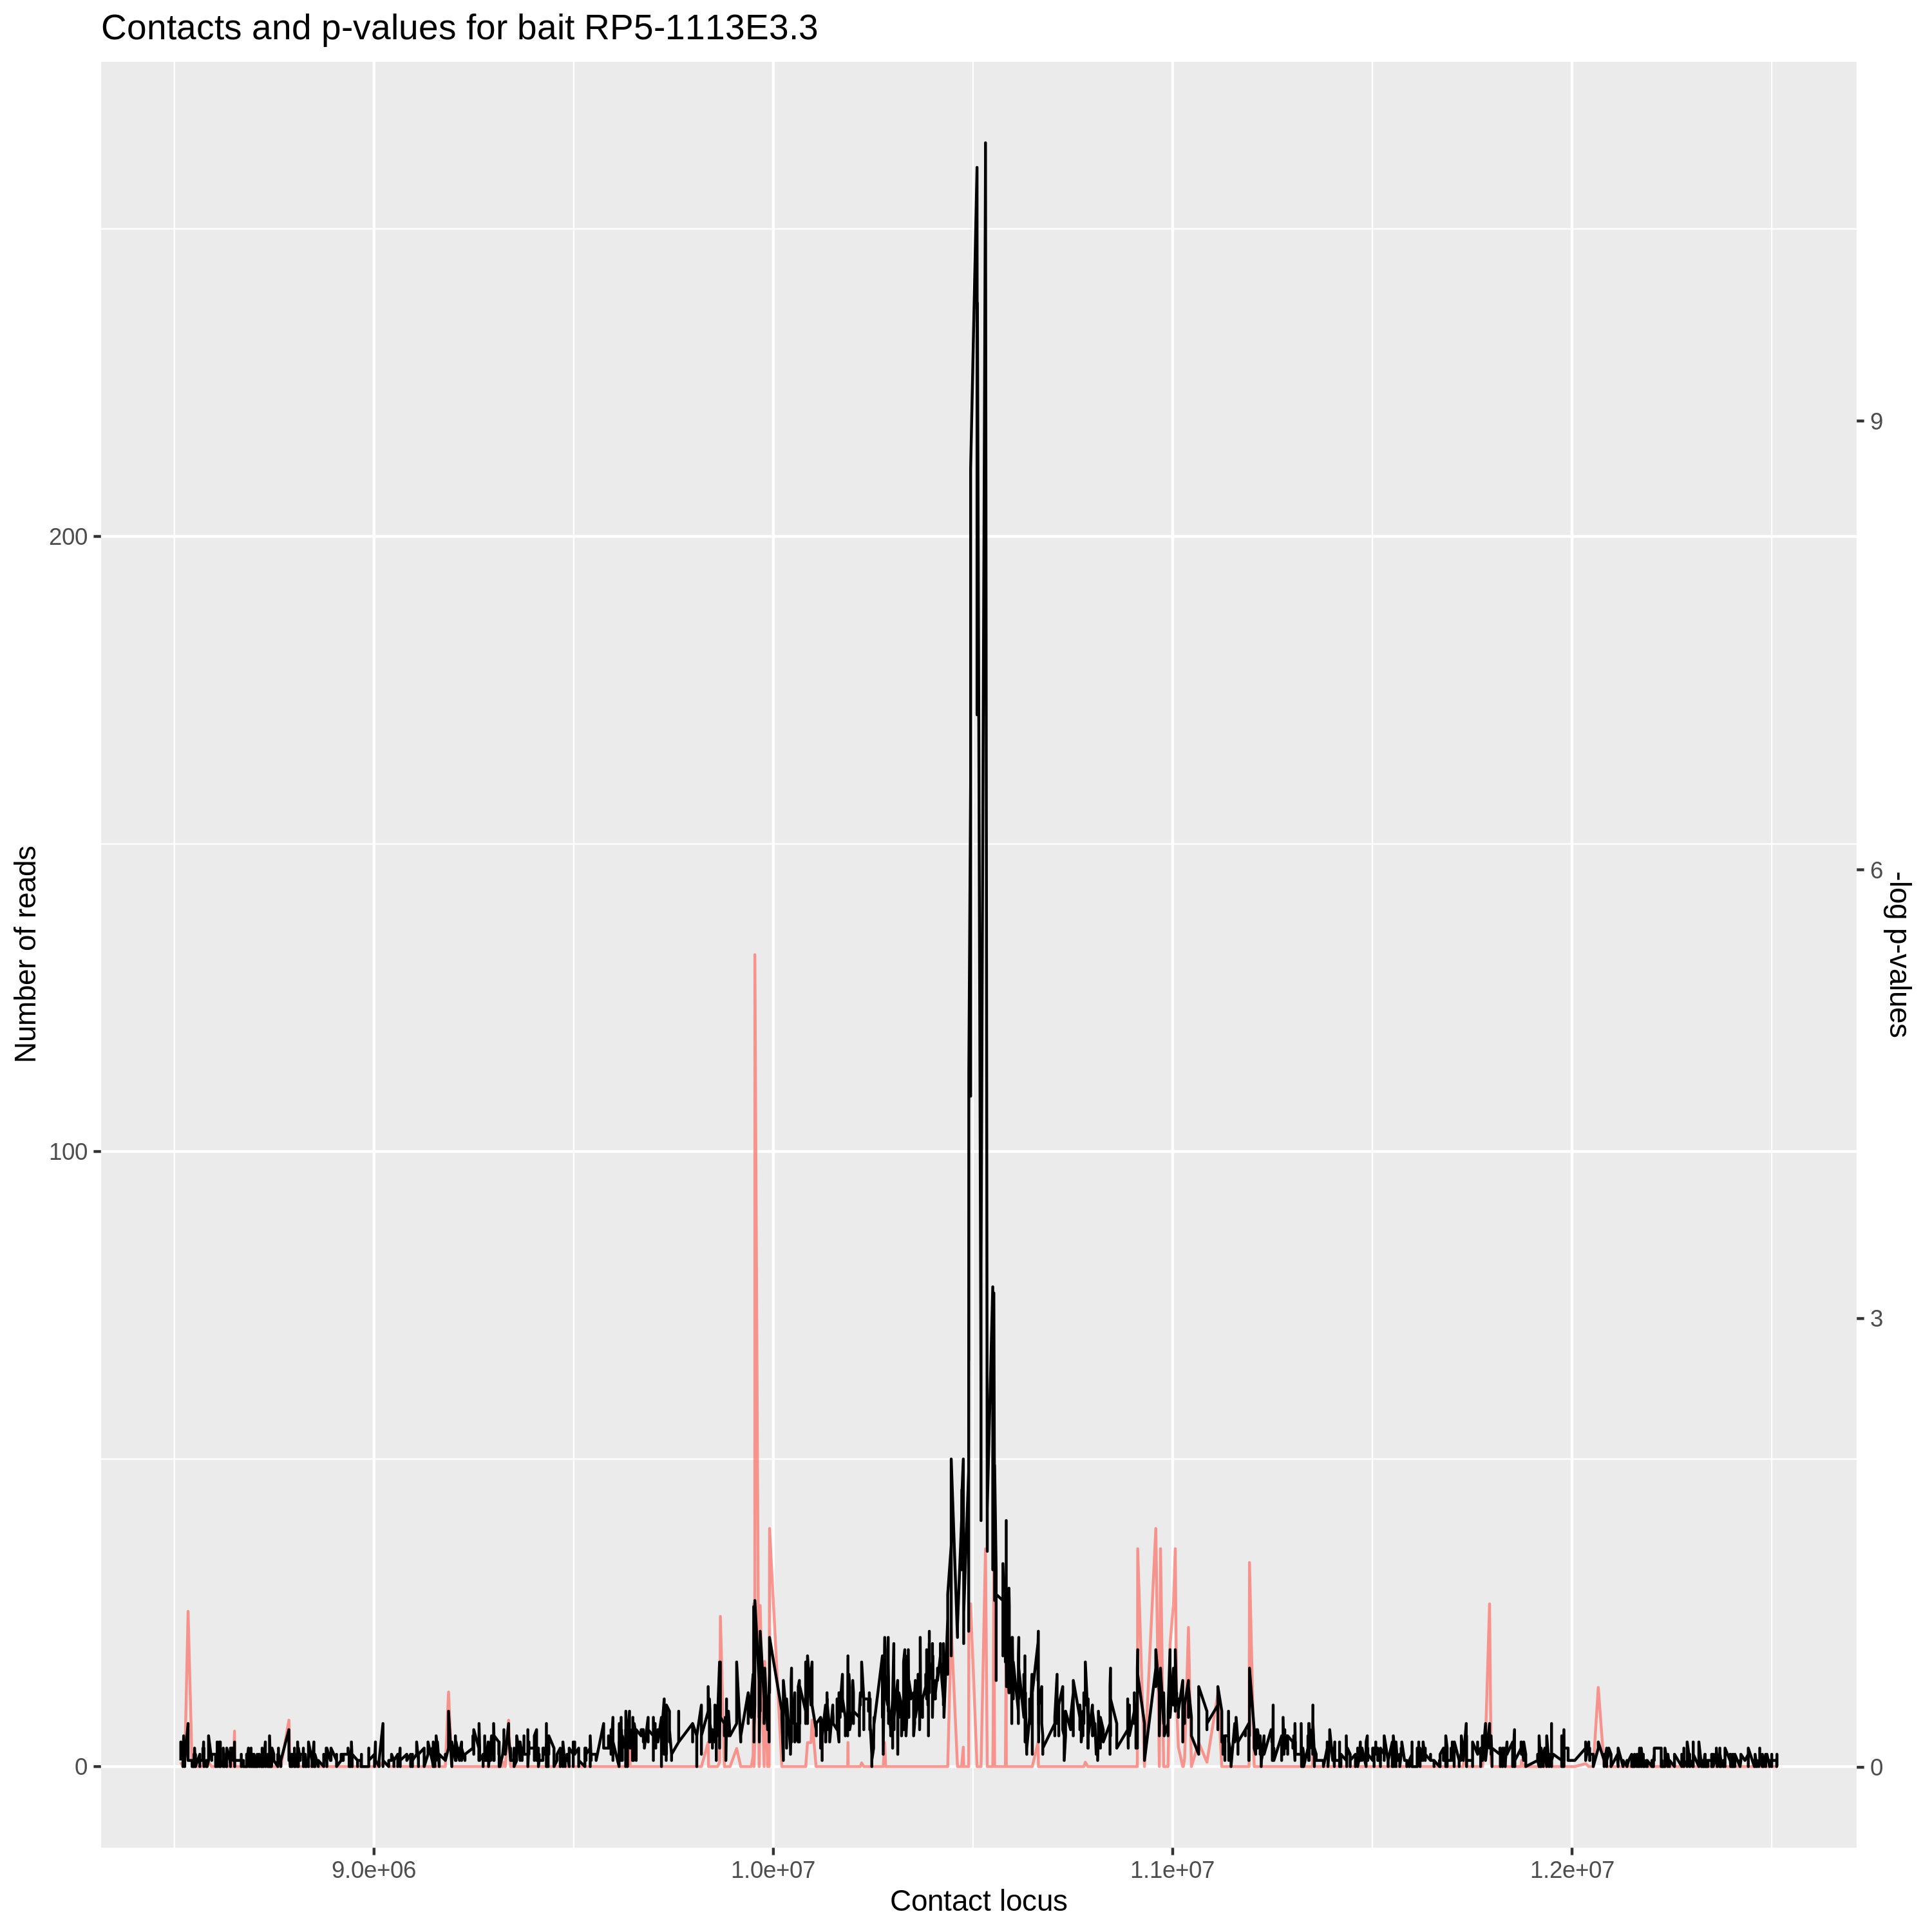 Contacts and p-values for bait RP5-1113E3.3
Number of reads
200
100
0
9
6
3
0
-log p-values
9.0e+06
1.0e+07
1.1e+07
1.2e+07
Contact locus